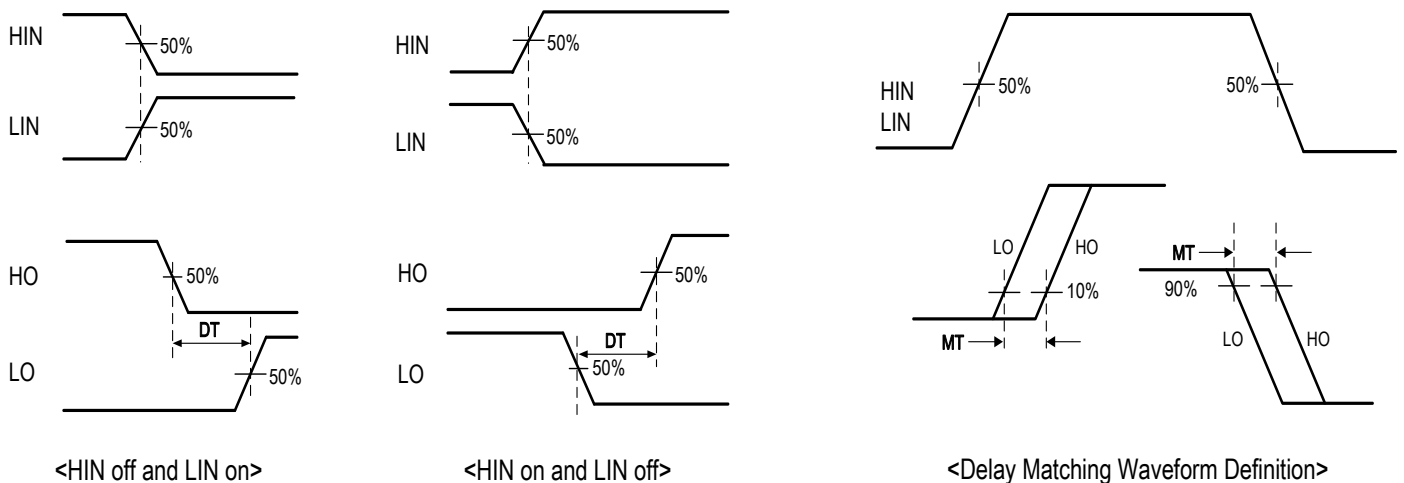 HIN
50%
LIN
50%
HO
50%
DT
LO
50%
<HIN off and LIN on>
HIN
50%
LIN
50%
HO
50%
DT
LO
50%
<HIN on and LIN off>
HIN
LIN
50%
50%
LO
HO
10%
MT
MT
90%
LO
HO
<Delay Matching Waveform Definition>